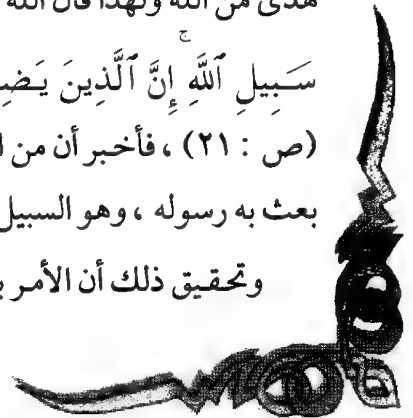 هدى من الله ولهذا قال الله
سَبِيلِ ٱللَّهِ ۚ إِنَّ ٱلَّذِينَ
(ص : ٢١) ، فأخبر أن من
بعث به رسوله ، وهو السبيل
وتحقيق ذلك أن الأمر